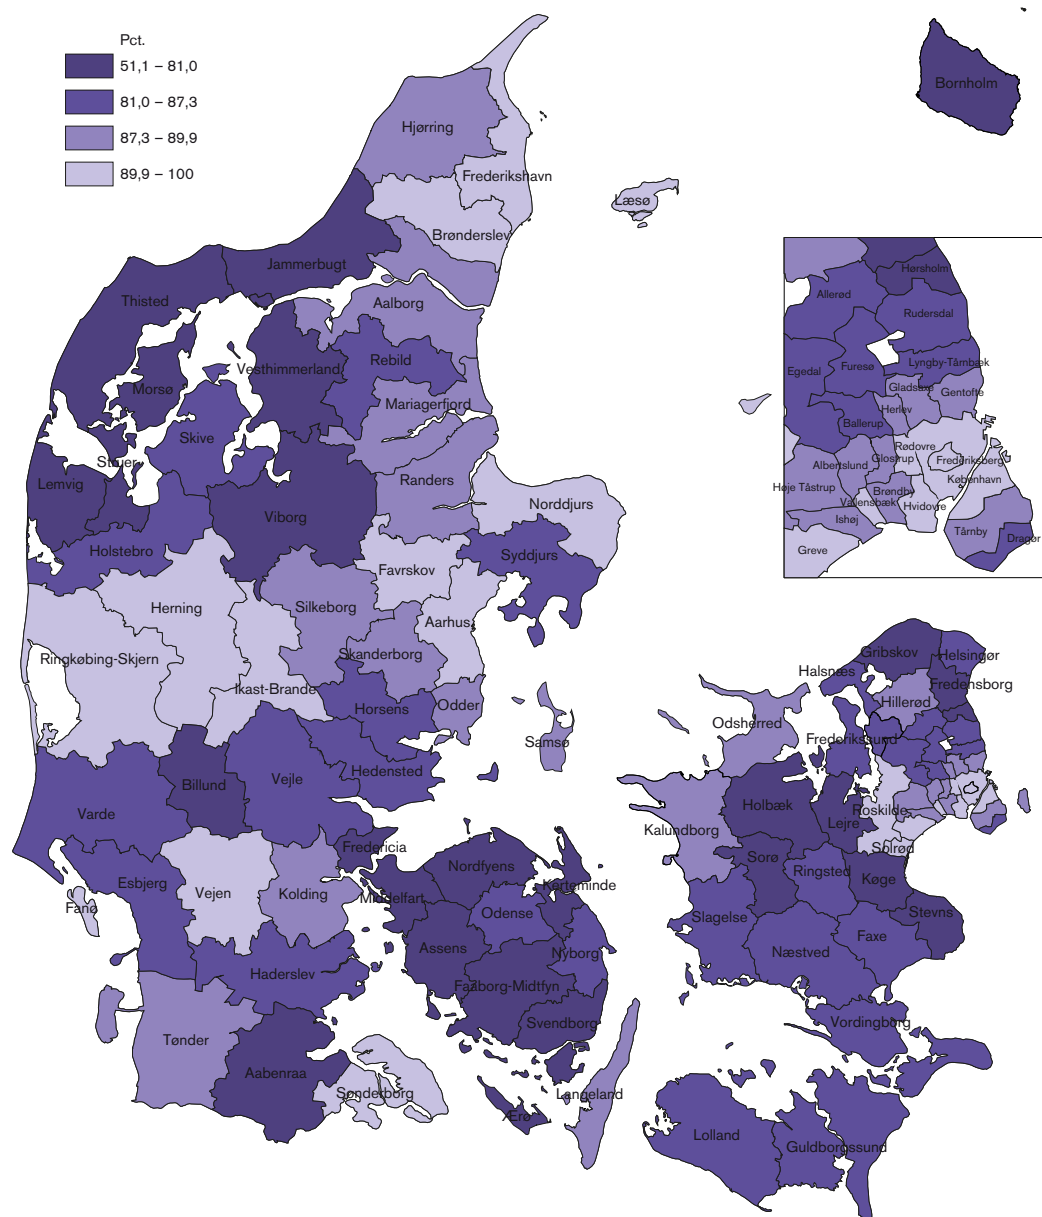 Pct.
51,1 – 81,0
81,0 – 87,3
87,3 – 89,9
89,9 – 100
Bornholm
Hjørring
Frederikshavn
Læsø
Brønderslev
Jammerbugt
Thisted
Aalborg
Vesthimmerland
Rebild
Morsø
Mariagerfjord
Skive
Struer
Lemvig
Randers
Norddjurs
Viborg
Holstebro
Syddjurs
Favrskov
Herning
Silkeborg
Aarhus
Skanderborg
Ringkøbing-Skjern
Ikast-Brande
Horsens
Odder
Samsø
Hedensted
Vejle
Billund
Varde
Fredericia
Esbjerg
Vejen
Kolding
Fanø
Haderslev
Tønder
Aabenraa
Sønderborg
Nordfyens
Kerteminde
Middelfart
Odense
Assens
Nyborg
Faaborg-Midtfyn
Svendborg
Langeland
Ærø
Hørsholm
Allerød
Rudersdal
Egedal
Furesø
Lyngby-Tårnbæk
Gladsaxe
Gentofte
Herlev
Ballerup
Rødovre
Glostrup
Frederiksberg
Albertslund
København
Høje Tåstrup
Brøndby
Vallensbæk
Hvidovre
Ishøj
Tårnby
Dragør
Greve
Gribskov
Helsingør
Halsnæs
Fredensborg
Hillerød
Odsherred
Frederikssund
Holbæk
Roskilde
Lejre
Kalundborg
Solrød
Sorø
Ringsted
Køge
Slagelse
Stevns
Faxe
Næstved
Vordingborg
Lolland
Guldborgssund